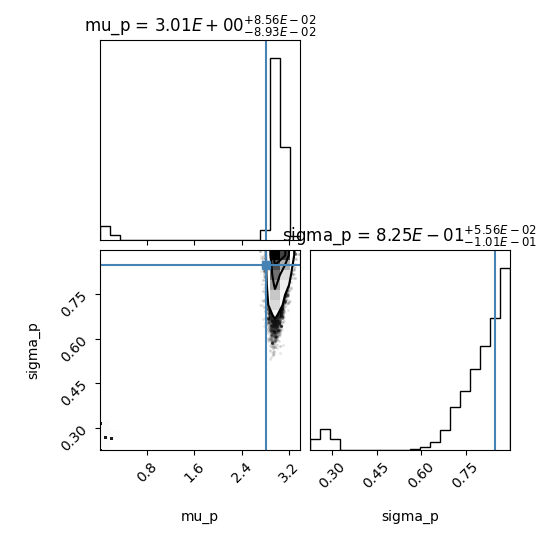 mu_p = 3.01E + 00+8.56E − 02 −8.93E − 02
sigma_p = 8.25E − 01+5.56E − 02 −1.01E − 01
0.75
0.60
0.45
0.30
sigma_p
0.8 1.6 2.4 3.2 0.30 0.45 0.60 0.75
mu_p sigma_p